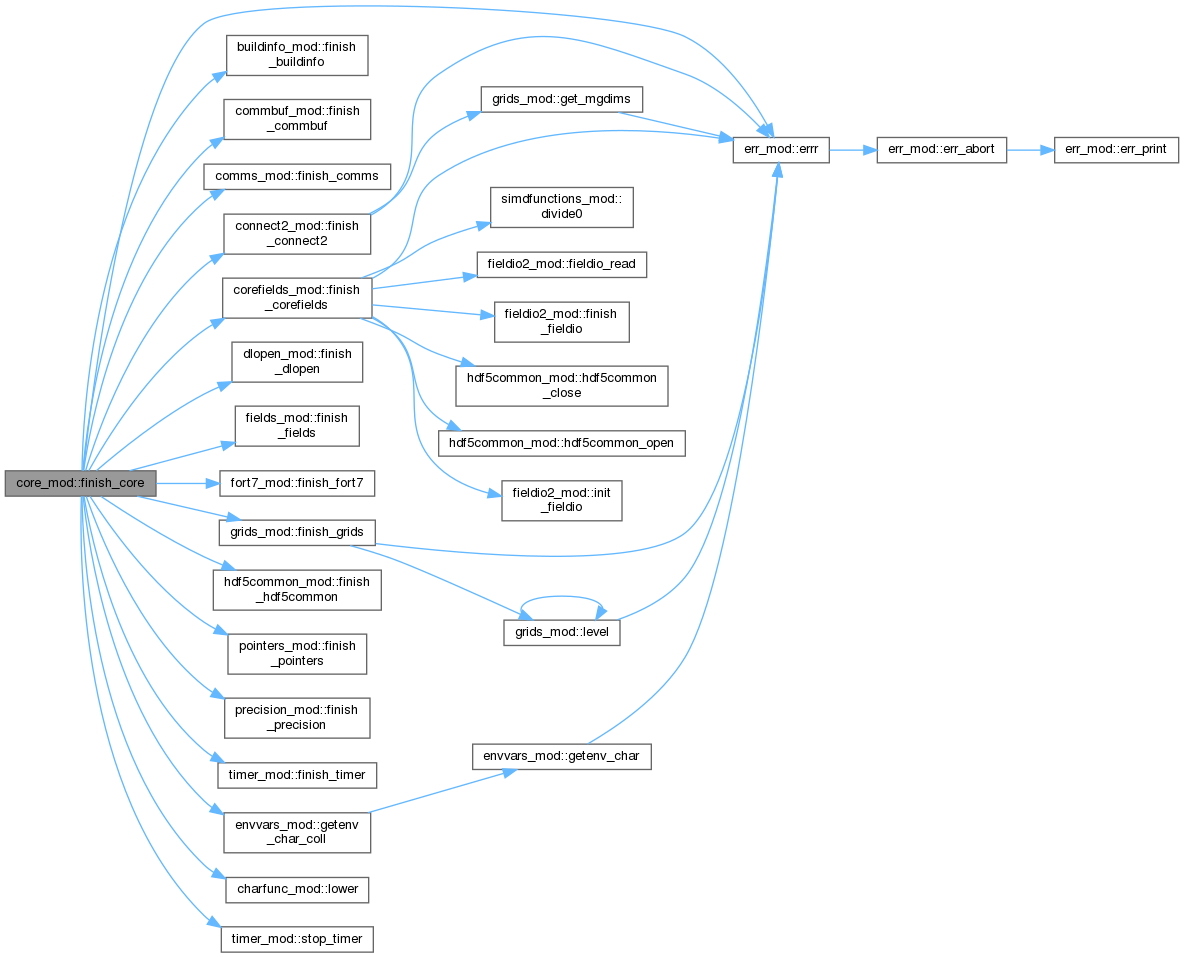 core_mod::finish_core
buildinfo_mod::finish
_buildinfo
commbuf_mod::finish
_commbuf
comms_mod::finish_comms
connect2_mod::finish
_connect2
corefields_mod::finish
_corefields
dlopen_mod::finish
_dlopen
fields_mod::finish
_fields
fort7_mod::finish_fort7
grids_mod::finish_grids
hdf5common_mod::finish
_hdf5common
pointers_mod::finish
_pointers
precision_mod::finish
_precision
timer_mod::finish_timer
envvars_mod::getenv
_char_coll
charfunc_mod::lower
timer_mod::stop_timer
grids_mod::get_mgdims
simdfunctions_mod::
divide0
fieldio2_mod::fieldio_read
fieldio2_mod::finish
_fieldio
hdf5common_mod::hdf5common
_close
hdf5common_mod::hdf5common_open
fieldio2_mod::init
_fieldio
grids_mod::level
envvars_mod::getenv_char
err_mod::errr
err_mod::err_abort
err_mod::err_print